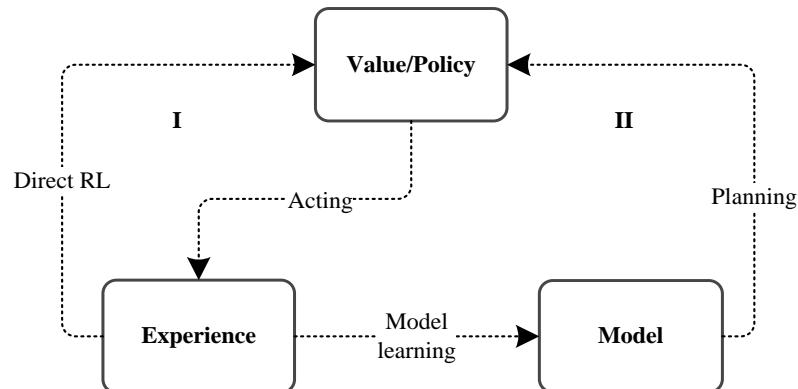 Value/Policy
I
II
Direct RL
Acting
Planning
Experience
Model
learning
Model